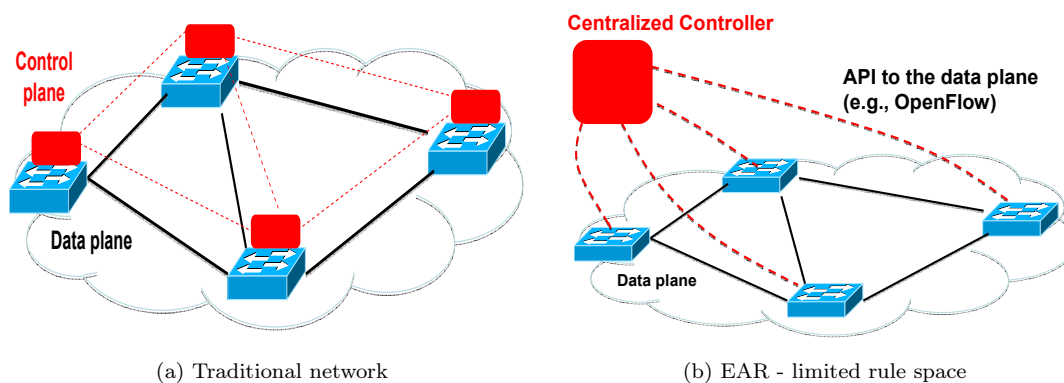 Control
plane
Data plane
(a) Traditional network
Centralized Controller
API to the data plane
(e.g., OpenFlow)
Data plane
(b) EAR - limited rule space